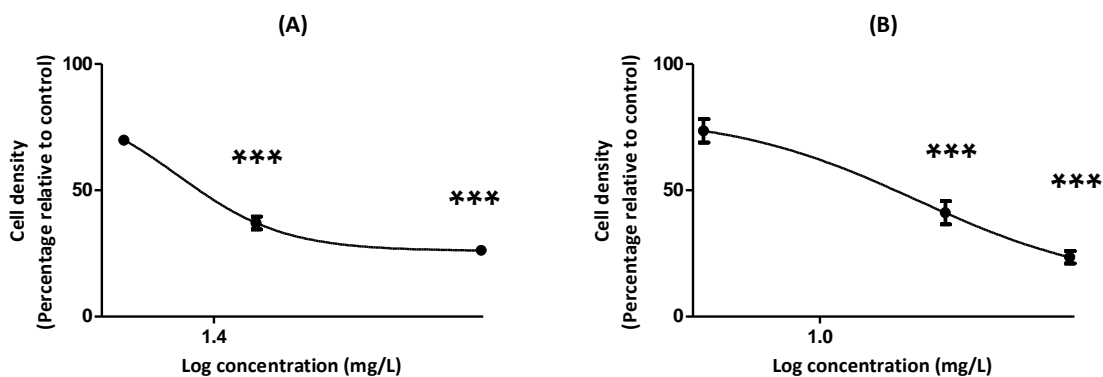 (A)
100
50
0
Cell density
(Percentage relative to control)
***
***
1.4
Log concentration (mg/L)
(B)
100
50
0
Cell density
(Percentage relative to control)
***
***
1.0
Log concentration (mg/L)